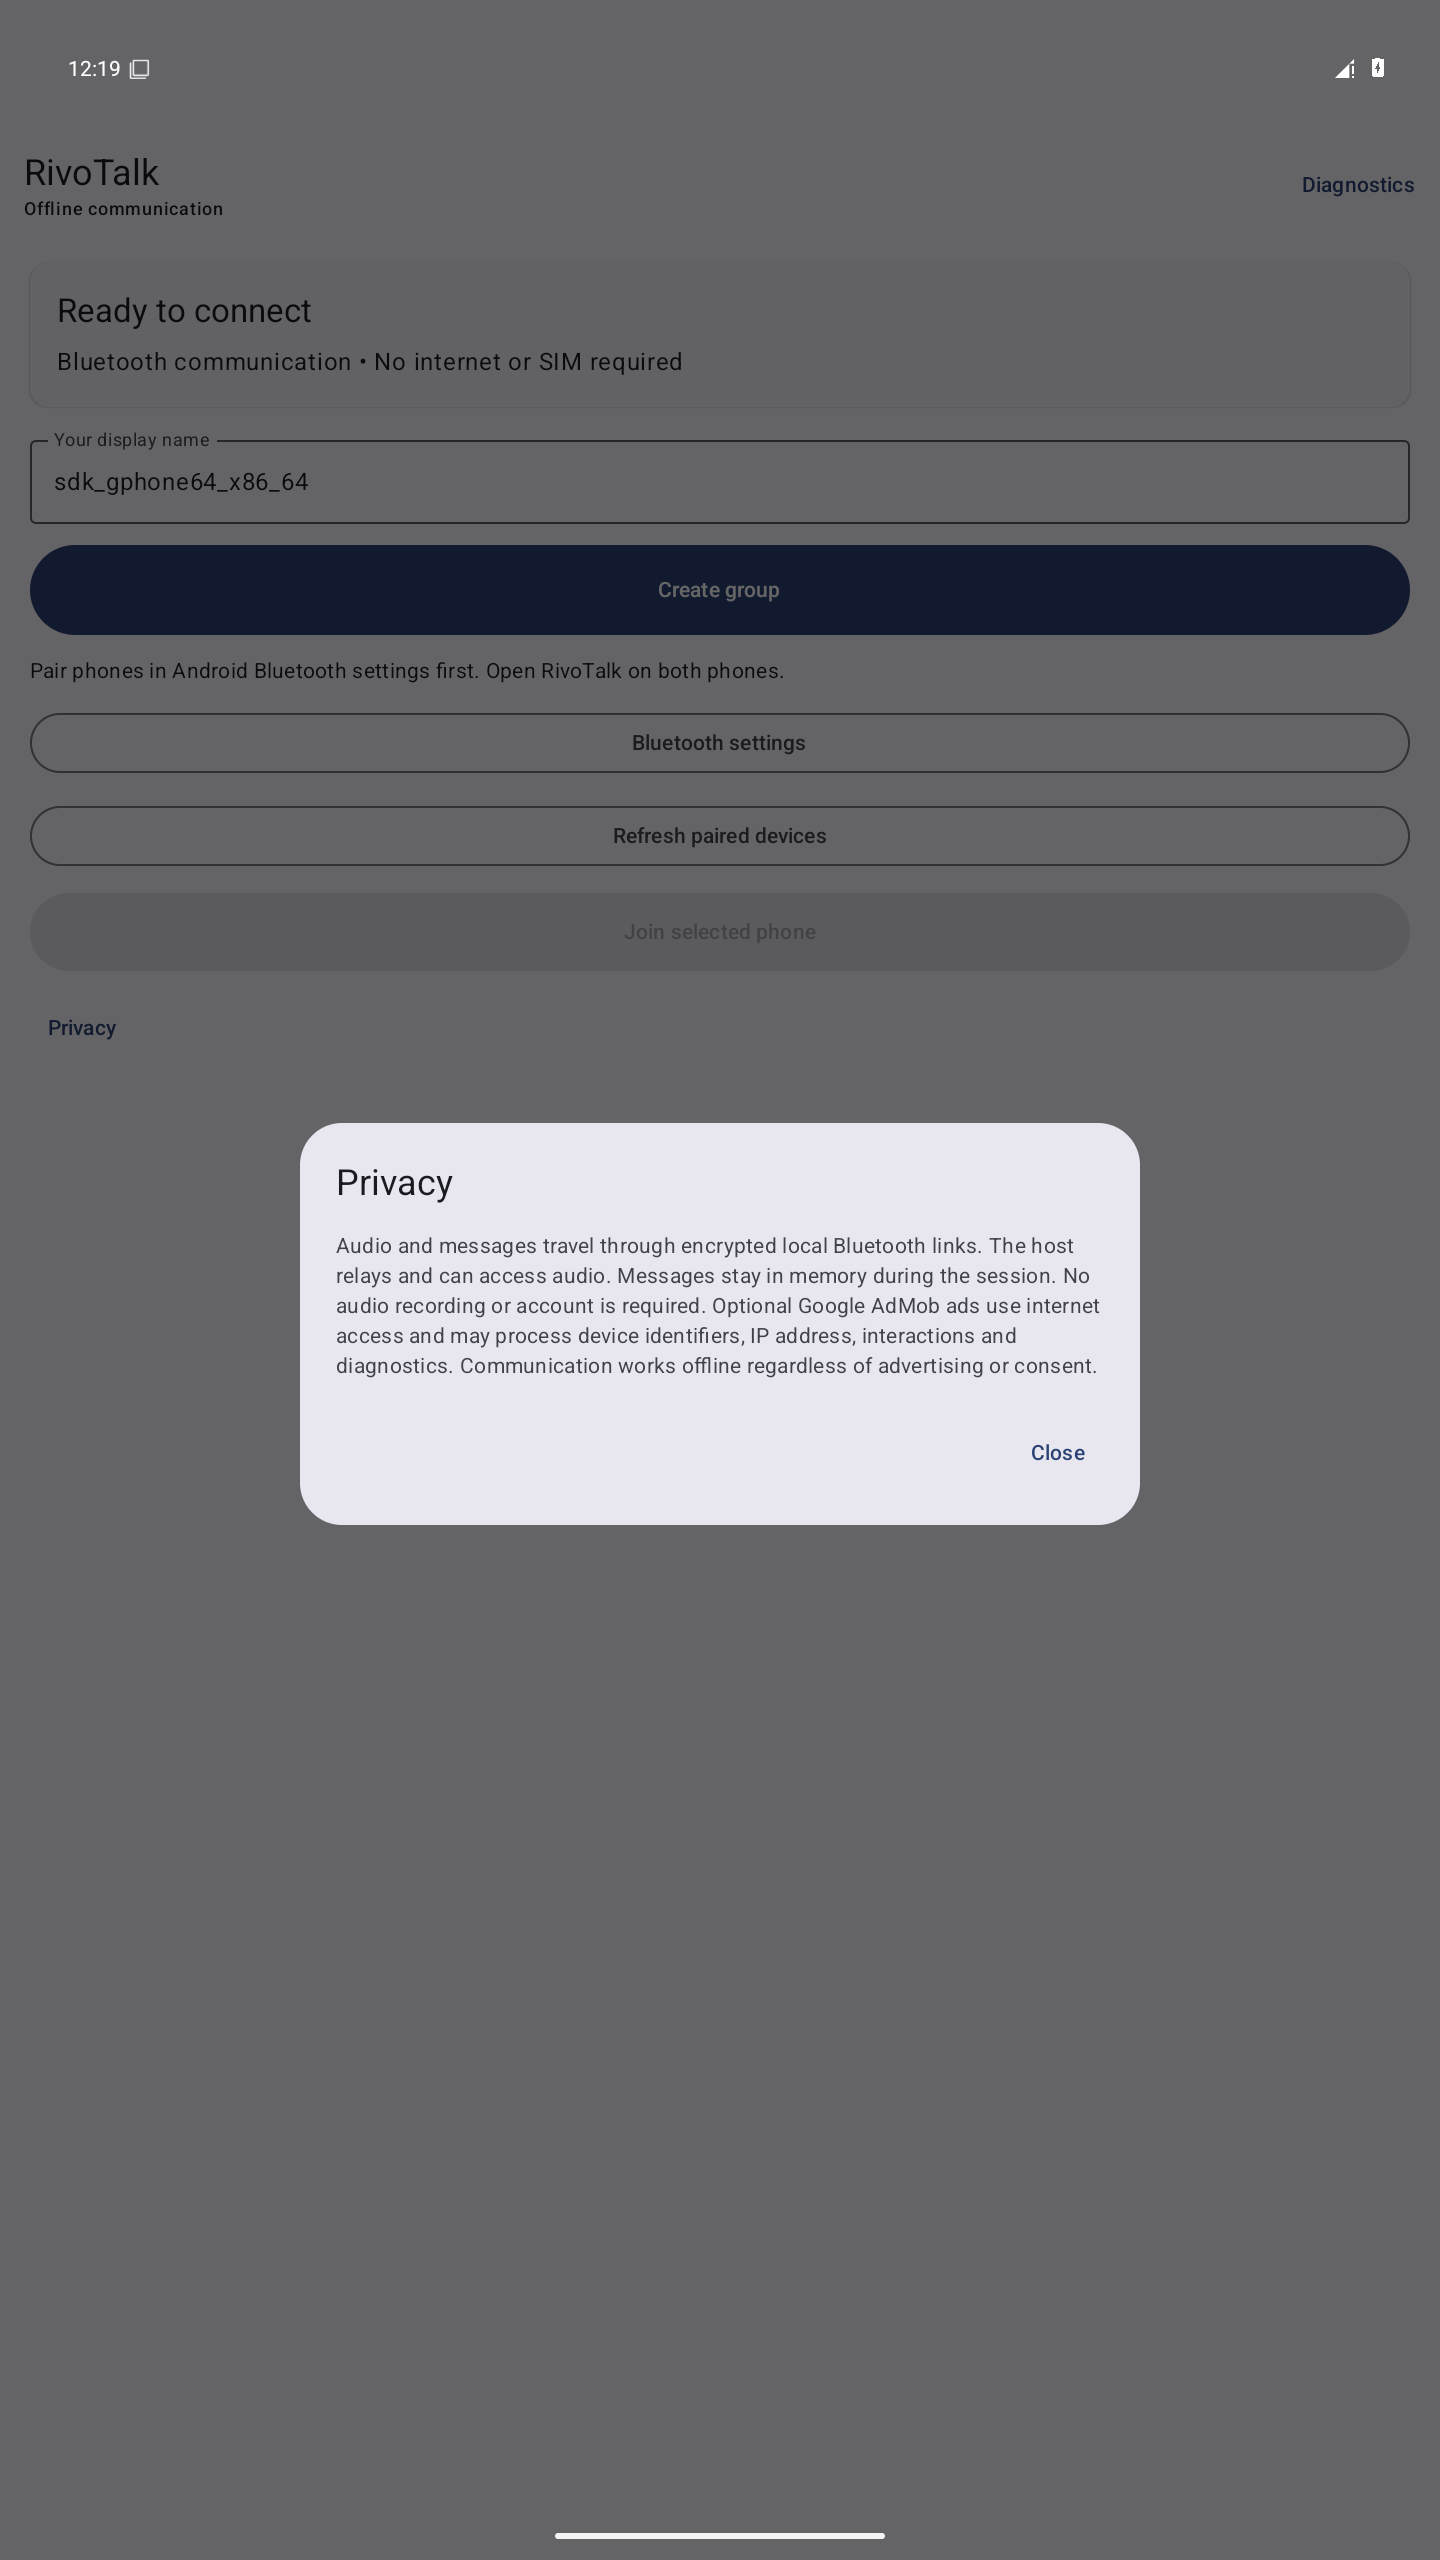 12:19
RivoTalk
Offline communication
Diagnostics
Ready to connect
Bluetooth communication • No internet or SIM required
Your display name
sdk_gphone64_x86_64
Create group
Pair phones in Android Bluetooth settings first. Open RivoTalk on both phones.
Bluetooth settings
Refresh paired devices
Join selected phone
Privacy
Privacy
Audio and messages travel through encrypted local Bluetooth links. The host
relays and can access audio. Messages stay in memory during the session. No
audio recording or account is required. Optional Google AdMob ads use internet
access and may process device identifiers, IP address, interactions and
diagnostics. Communication works offline regardless of advertising or consent.
Close